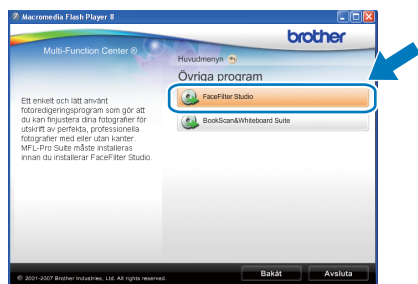 Macromedia Flash Player 8
brother
Multi-Function Center ®
Huvudmenyn
Övriga program
FaceFilter Studio
BookScan&Whiteboard Suite
Ett enkelt och lätt använt
fotoredigeringsprogram som gör att
du kan finjustera dina fotografier för
utskrift av perfekta, professionella
fotografier med eller utan kanter.
MFL-Pro Suite måste installeras
innan du installerar FaceFilter Studio.
© 2001-2007 Brother Industries, Ltd. All rights reserved.
Bakåt
Avsluta